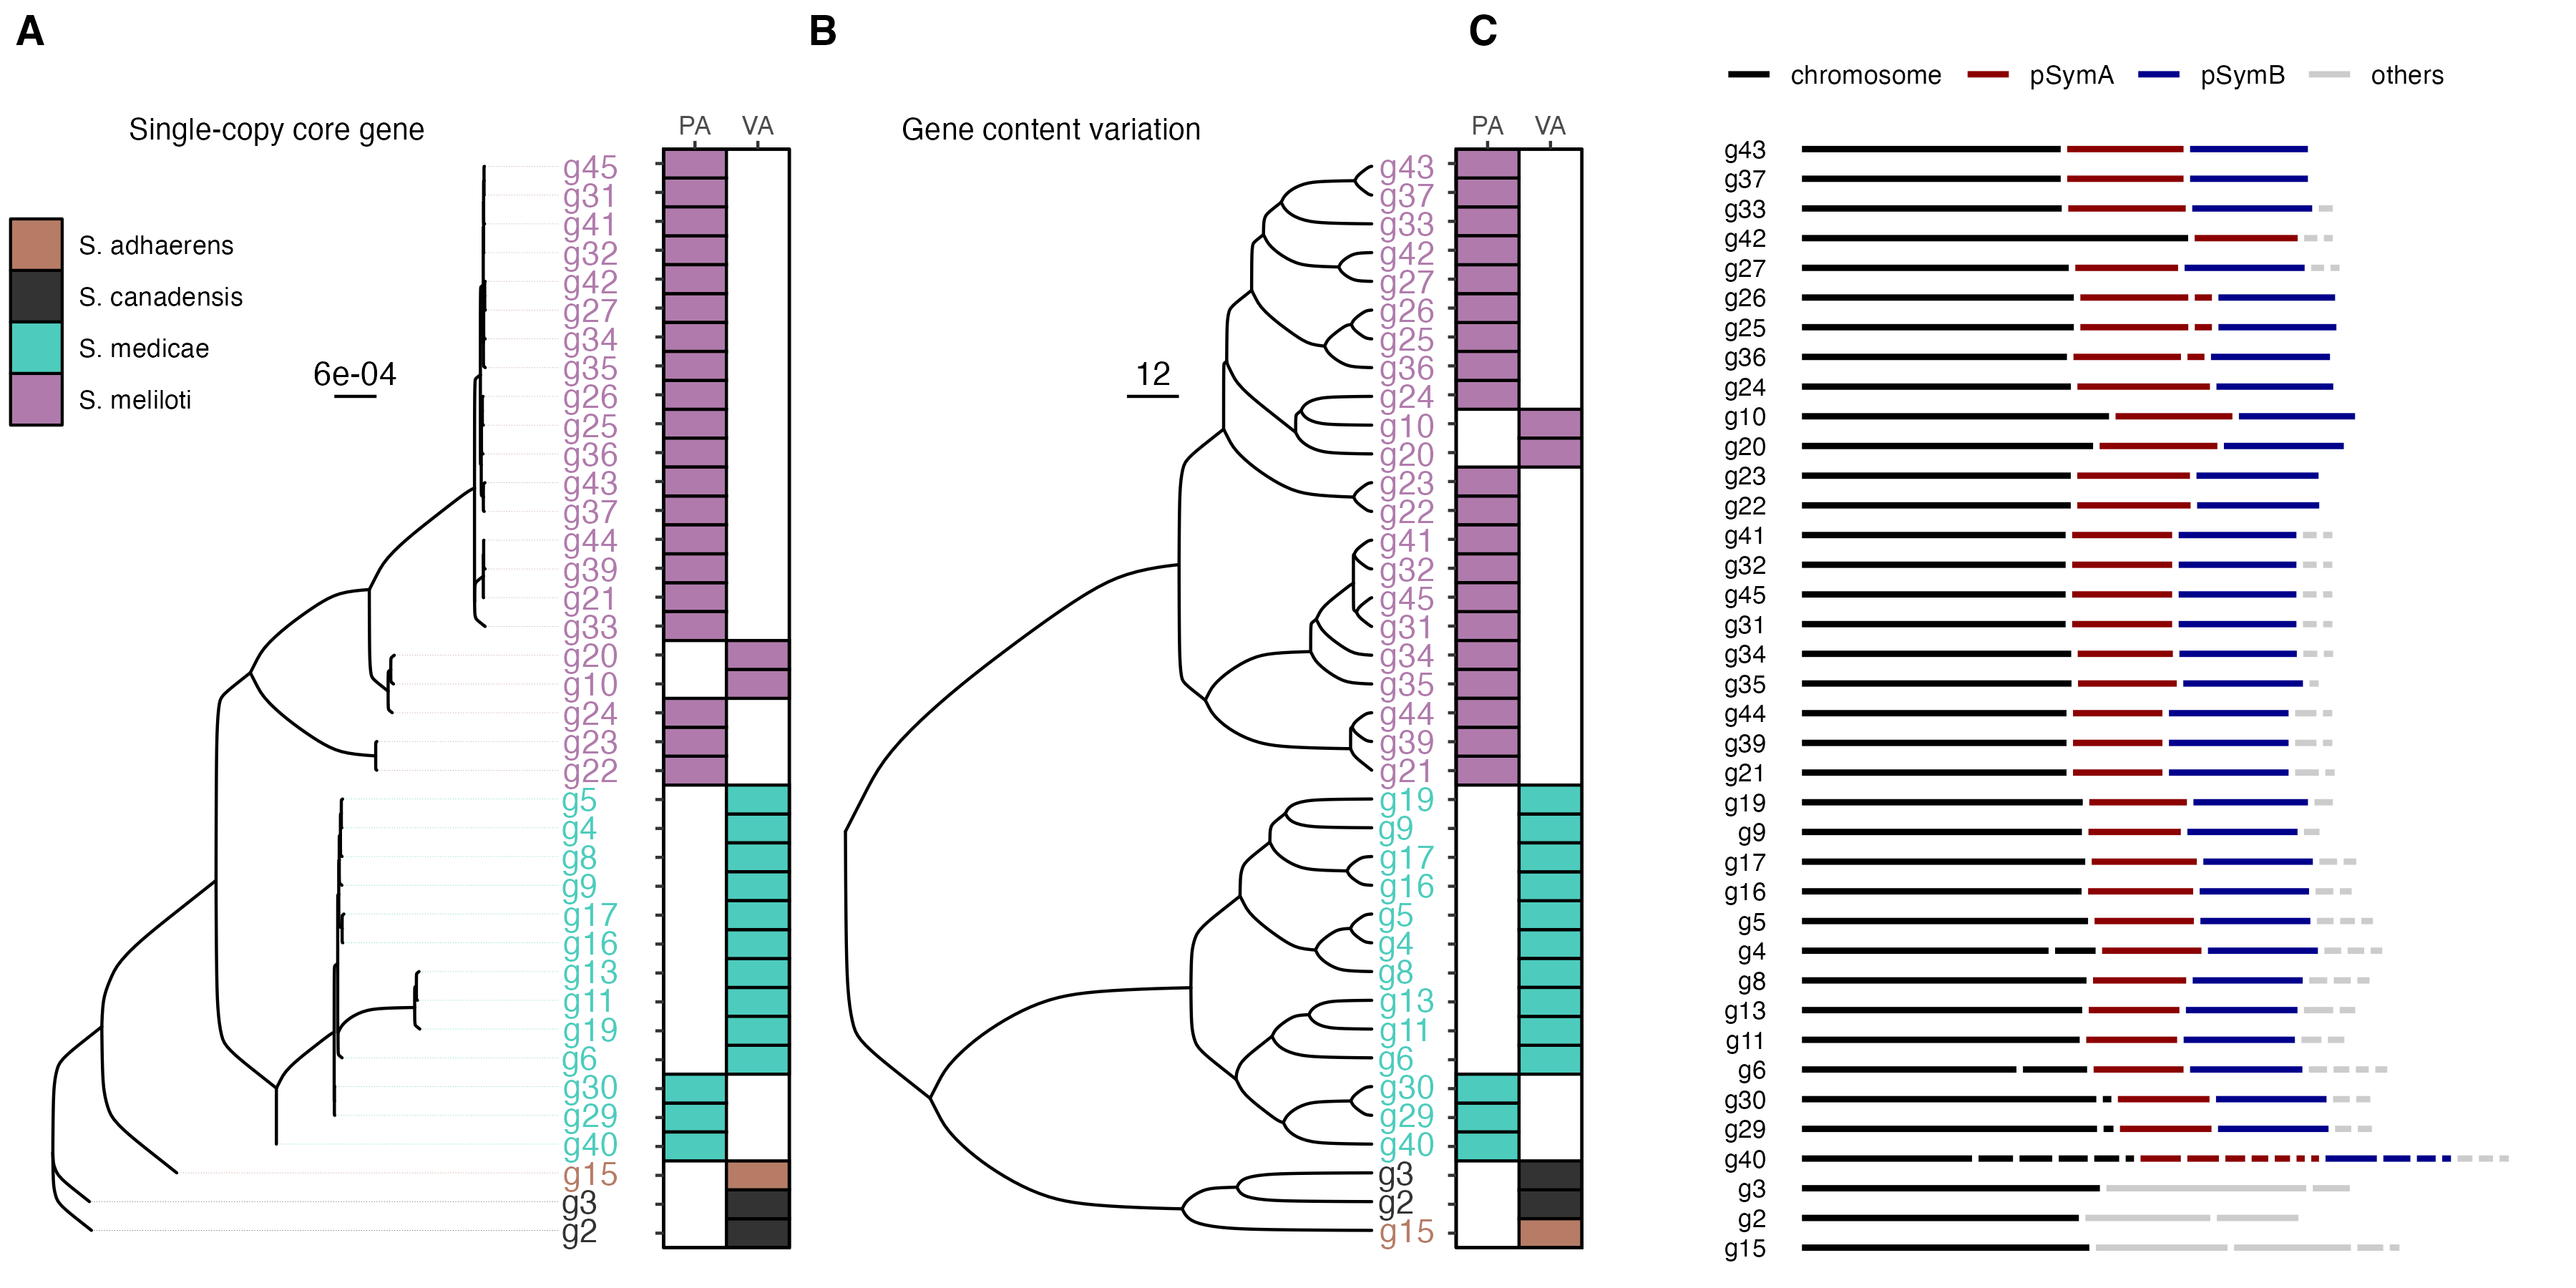 A
Single-copy core gene
PA VA
S. adhaerens
S. canadensis
S. medicae
S. meliloti
6e-04
g45
g31
g41
g32
g42
g27
g34
g35
g26
g25
g36
g43
g37
g44
g39
g21
g33
g20
g10
g24
g23
g22
g5
g4
g8
g9
g17
g16
g13
g11
g19
g6
g30
g29
g40
g15
g3
g2
B
Gene content variation
PA VA
12
g43
g37
g33
g42
g27
g26
g25
g36
g24
g10
g20
g23
g22
g41
g32
g45
g31
g34
g35
g44
g39
g21
g19
g9
g17
g16
g5
g4
g8
g13
g11
g6
g30
g29
g40
g3
g2
g15
C
chromosome pSymA pSymB others
g43
g37
g33
g42
g27
g26
g25
g36
g24
g10
g20
g23
g22
g41
g32
g45
g31
g34
g35
g44
g39
g21
g19
g9
g17
g16
g5
g4
g8
g13
g11
g6
g30
g29
g40
g3
g2
g15